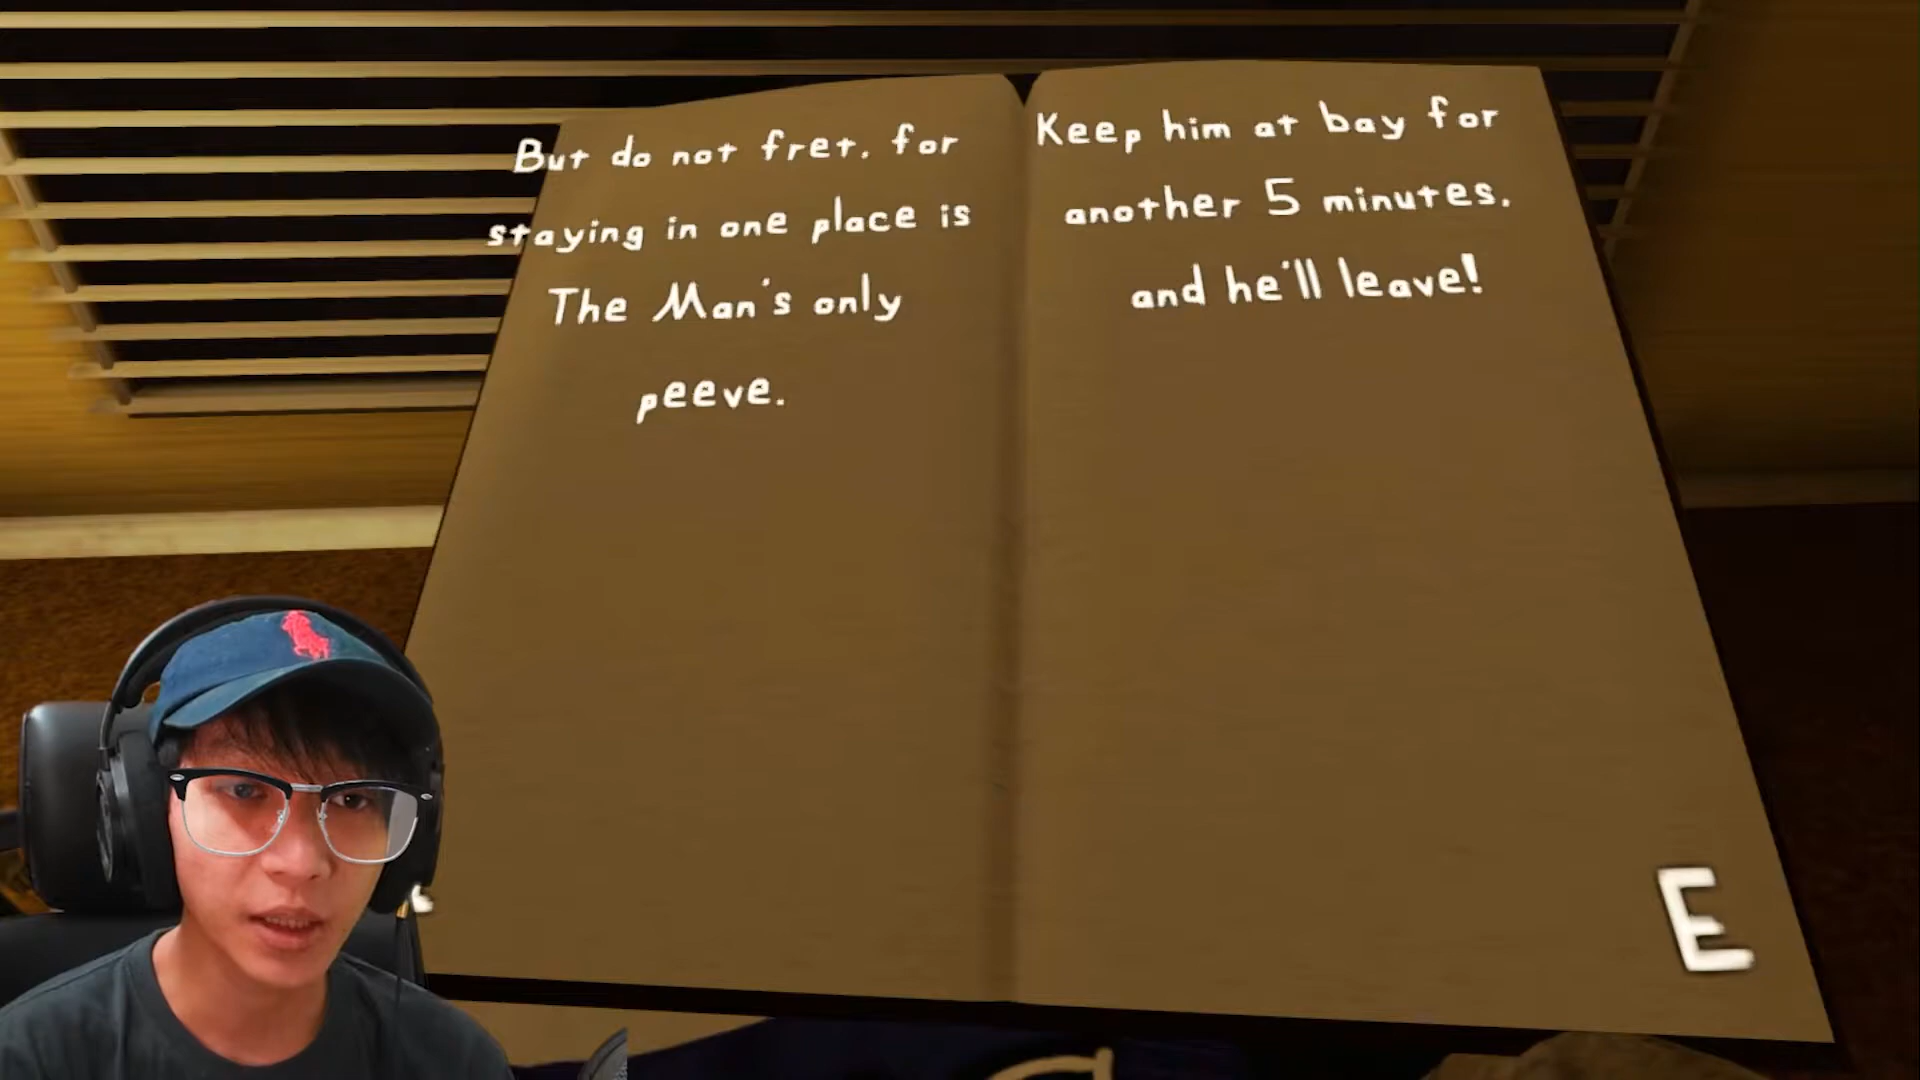 But do not fret. for
staying in one place is
The Man's only
peeve.
Keep him at bay for
another 5 minutes.
and he'll leave!
E